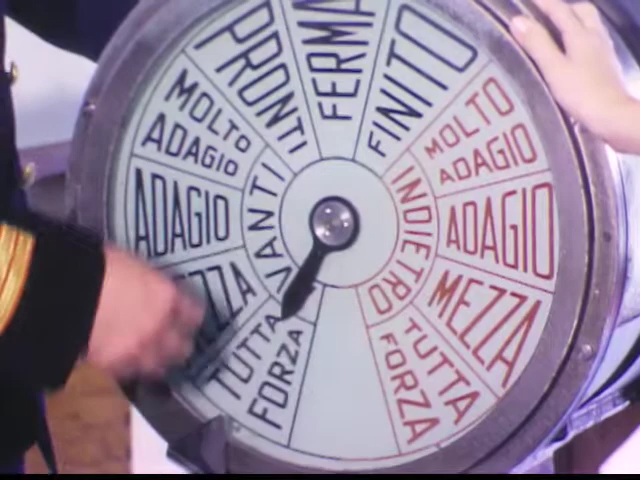 PRONTI
FERMA
FINITO
MOLTO
ADAGIO
MOLTO
ADAGIO
ADAGIO
AVANTI
INDIETRO
ADAGIO
MEZZA
MEZZA
TUTTA
FORZA
TUTTA
FORZA